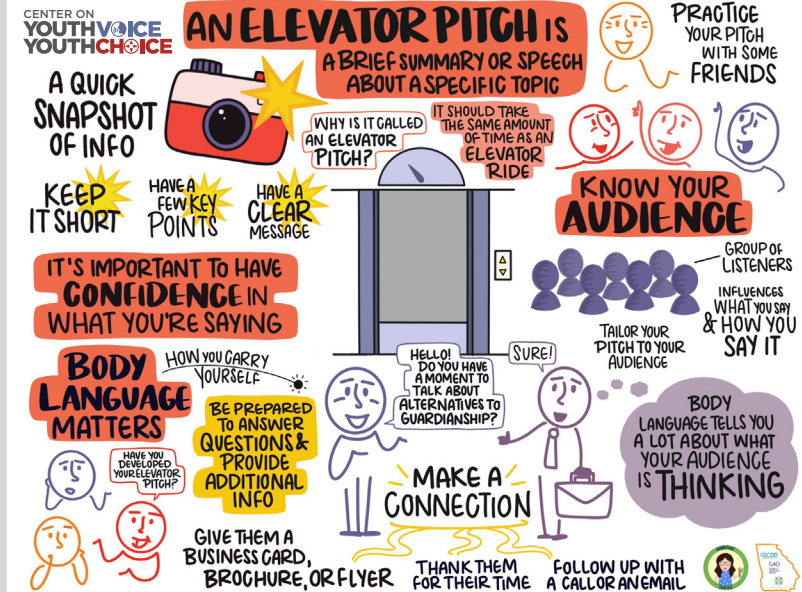 CENTER ON
YOUTH VOICE
YOUTH CHOICE
AN ELEVATOR PITCH IS
A BRIEF SUMMARY OR SPEECH
ABOUT A SPECIFIC TOPIC
PRACTICE
YOUR PITCH
WITH SOME
FRIENDS
A QUICK
SNAPSHOT
OF INFO
WHY IS IT CALLED
AN ELEVATOR
PITCH?
IT SHOULD TAKE
THE SAME AMOUNT
OF TIME AS AN
ELEVATOR
RIDE
KEEP
IT SHORT
HAVE A
FEW KEY
POINTS
HAVE A
CLEAR
MESSAGE
KNOW YOUR
AUDIENCE
GROUP OF
LISTENERS
INFLUENCES
WHAT YOU SAY
& HOW YOU
SAY IT
TAILOR YOUR
PITCH TO YOUR
AUDIENCE
IT'S IMPORTANT TO HAVE
CONFIDENCE IN
WHAT YOU'RE SAYING
BODY
LANGUAGE
MATTERS
HOW YOU CARRY
YOURSELF
HELLO!
DO YOU HAVE
A MOMENT TO
TALK ABOUT
ALTERNATIVES TO
GUARDIANSHIP?
SURE!
BODY
LANGUAGE TELLS YOU
A LOT ABOUT WHAT
YOUR AUDIENCE
IS THINKING
BE PREPARED
TO ANSWER
QUESTIONS &
PROVIDE
ADDITIONAL
INFO
HAVE YOU
DEVELOPED
YOUR ELEVATOR
PITCH?
MAKE A
CONNECTION
GIVE THEM A
BUSINESS CARD,
BROCHURE, OR FLYER
THANK THEM
FOR THEIR TIME
FOLLOW UP WITH
A CALL OR AN EMAIL
GCDD